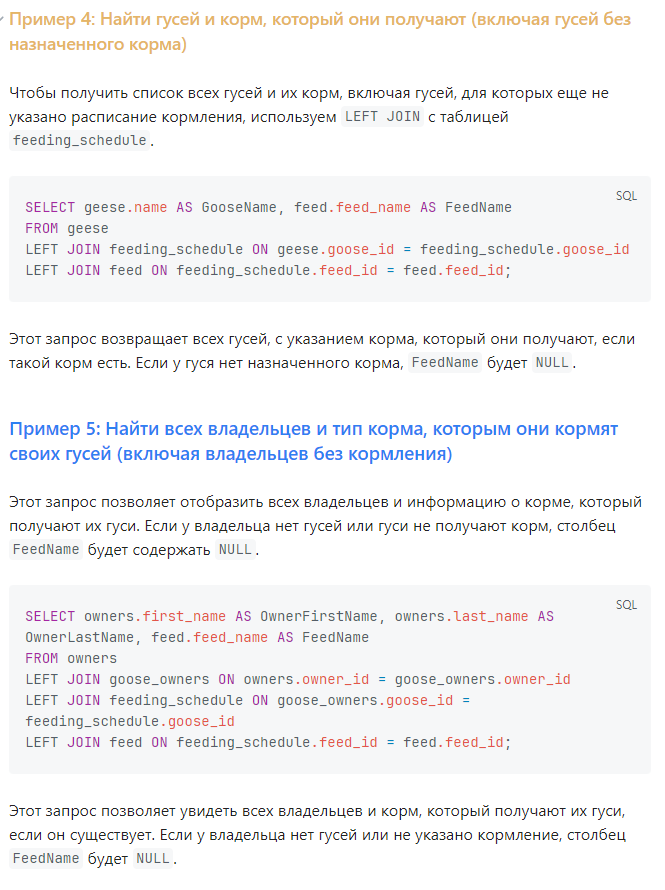 Пример 4: Найти гусей и корм, который они получают (включая гусей без
назначенного корма)
Чтобы получить список всех гусей и их корм, включая гусей, для которых еще не
указано расписание кормления, используем LEFT JOIN с таблицей
feeding_schedule.
SQL
SELECT geese.name AS GooseName, feed.feed_name AS FeedName
FROM geese
LEFT JOIN feeding_schedule ON geese.goose_id = feeding_schedule.goose_id
LEFT JOIN feed ON feeding_schedule.feed_id = feed.feed_id;
Этот запрос возвращает всех гусей, с указанием корма, который они получают, если
такой корм есть. Если у гуся нет назначенного корма, FeedName будет NULL.
Пример 5: Найти всех владельцев и тип корма, которым они кормят
своих гусей (включая владельцев без кормления)
Этот запрос позволяет отобразить всех владельцев и информацию о корме, который
получают их гуси. Если у владельца нет гусей или гуси не получают корм, столбец
FeedName будет содержать NULL.
SQL
SELECT owners.first_name AS OwnerFirstName, owners.last_name AS
OwnerLastName, feed.feed_name AS FeedName
FROM owners
LEFT JOIN goose_owners ON owners.owner_id = goose_owners.owner_id
LEFT JOIN feeding_schedule ON goose_owners.goose_id =
feeding_schedule.goose_id
LEFT JOIN feed ON feeding_schedule.feed_id = feed.feed_id;
Этот запрос позволяет увидеть всех владельцев и корм, который получают их гуси,
если он существует. Если у владельца нет гусей или не указано кормление, столбец
FeedName будет NULL.